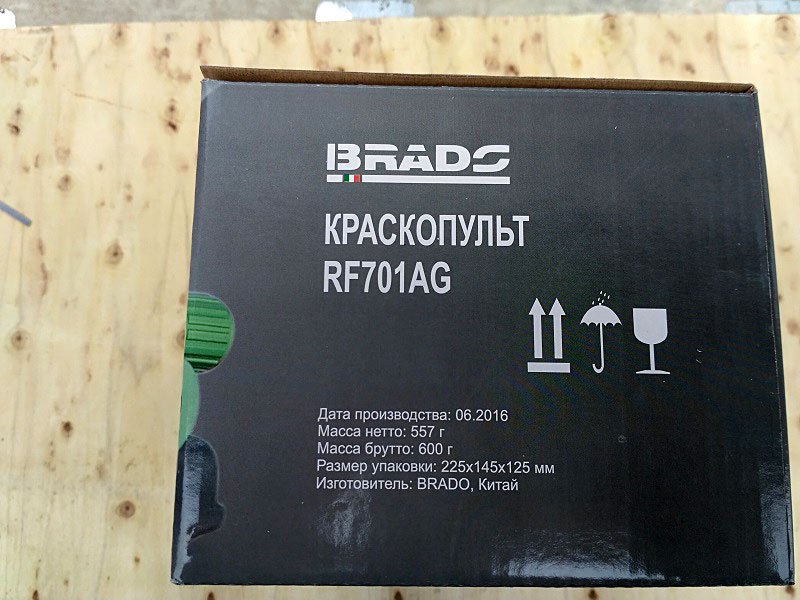 BRADO
КРАСКОПУЛЬТ
RF701AG
Дата производства: 06.2016
Масса нетто: 557 г
Масса брутто: 600 г
Размер упаковки: 225x145x125 мм
Изготовитель: BRADO, Китай